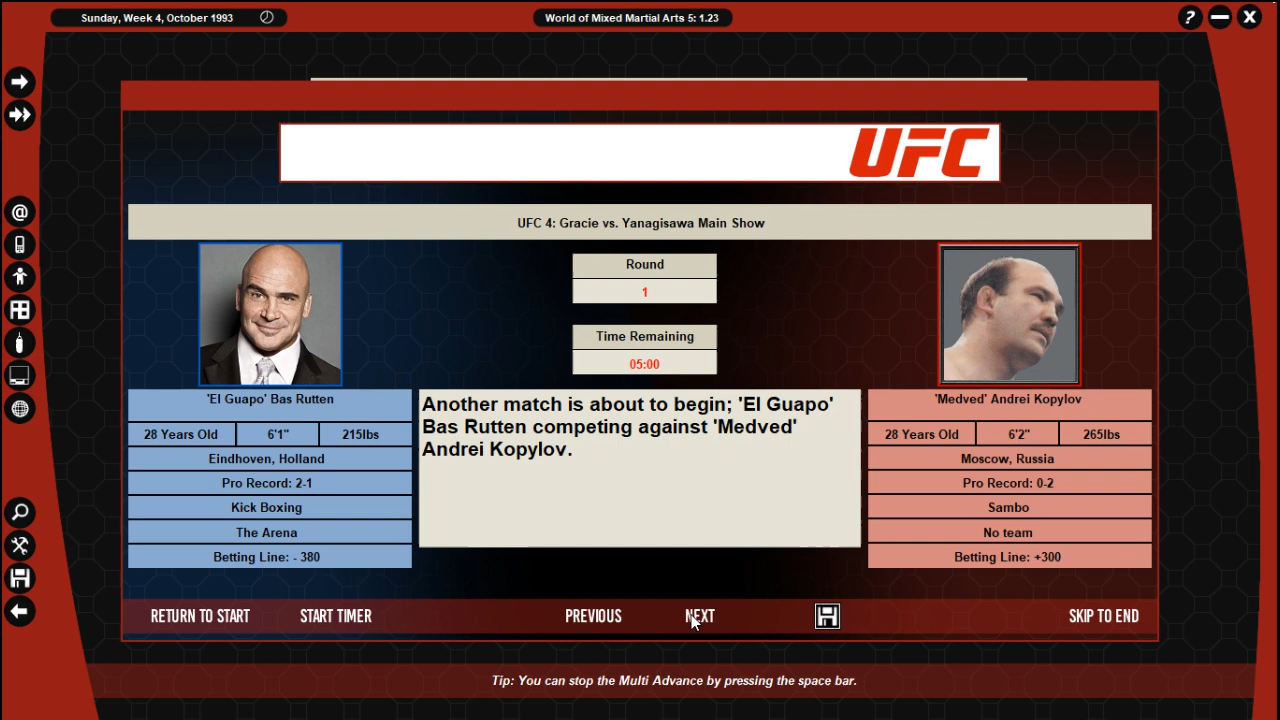 Sunday, Week 4, October 1993
World of Mixed Martial Arts 5: 1.23
?
X
@
UFC
UFC 4: Gracie vs. Yanagisawa Main Show
Round
1
Time Remaining
05:00
'El Guapo' Bas Rutten
28 Years Old 6'1" 215lbs
Eindhoven, Holland
Pro Record: 2-1
Kick Boxing
The Arena
Betting Line: - 380
Another match is about to begin; 'El Guapo'
Bas Rutten competing against 'Medved'
Andrei Kopylov.
'Medved' Andrei Kopylov
28 Years Old 6'2" 265lbs
Moscow, Russia
Pro Record: 0-2
Sambo
No team
Betting Line: +300
RETURN TO START START TIMER PREVIOUS NEXT SKIP TO END
Tip: You can stop the Multi Advance by pressing the space bar.